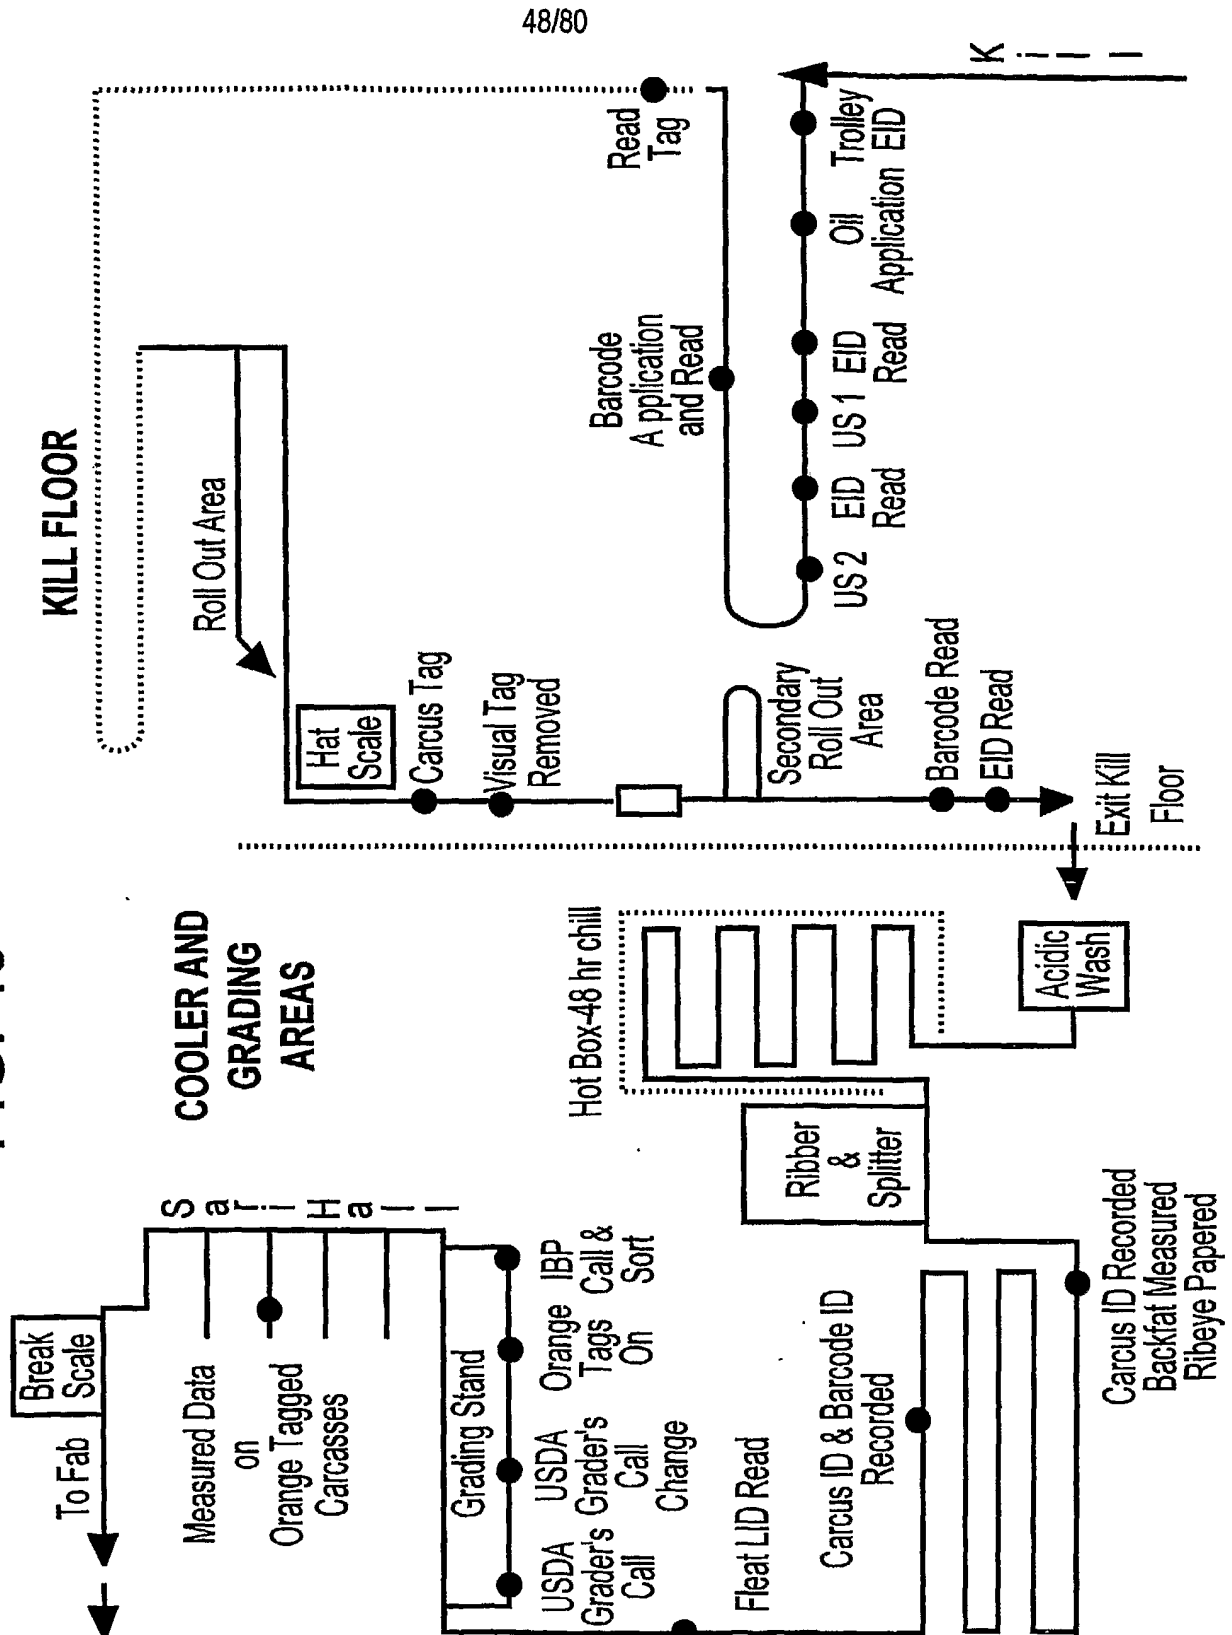 48/80
KILL FLOOR
K
i
l
l
Read
Tag
Trolley
EID
Oil
Application
EID
Read
US 1
EID
Read
US 2
Barcode
A pplication
and Read
Roll Out Area
Hat
Scale
Carcus Tag
Visual Tag
Removed
Secondary
Roll Out
Area
Barcode Read
EID Read
Exit Kill
Floor
COOLER AND
GRADING
AREAS
Acidic
Wash
Hot Box-48 hr chill
Ribber
&
Splitter
Carcus ID Recorded
Backfat Measured
Ribeye Papered
Carcus ID & Barcode ID
Recorded
Fleat LID Read
Grading Stand
USDA
Grader's
Call
USDA
Grader's
Call
Change
Orange
Tags
On
IBP
Call &
Sort
S
a
r
i
H
a
l
l
Measured Data
on
Orange Tagged
Carcasses
Break
Scale
To Fab